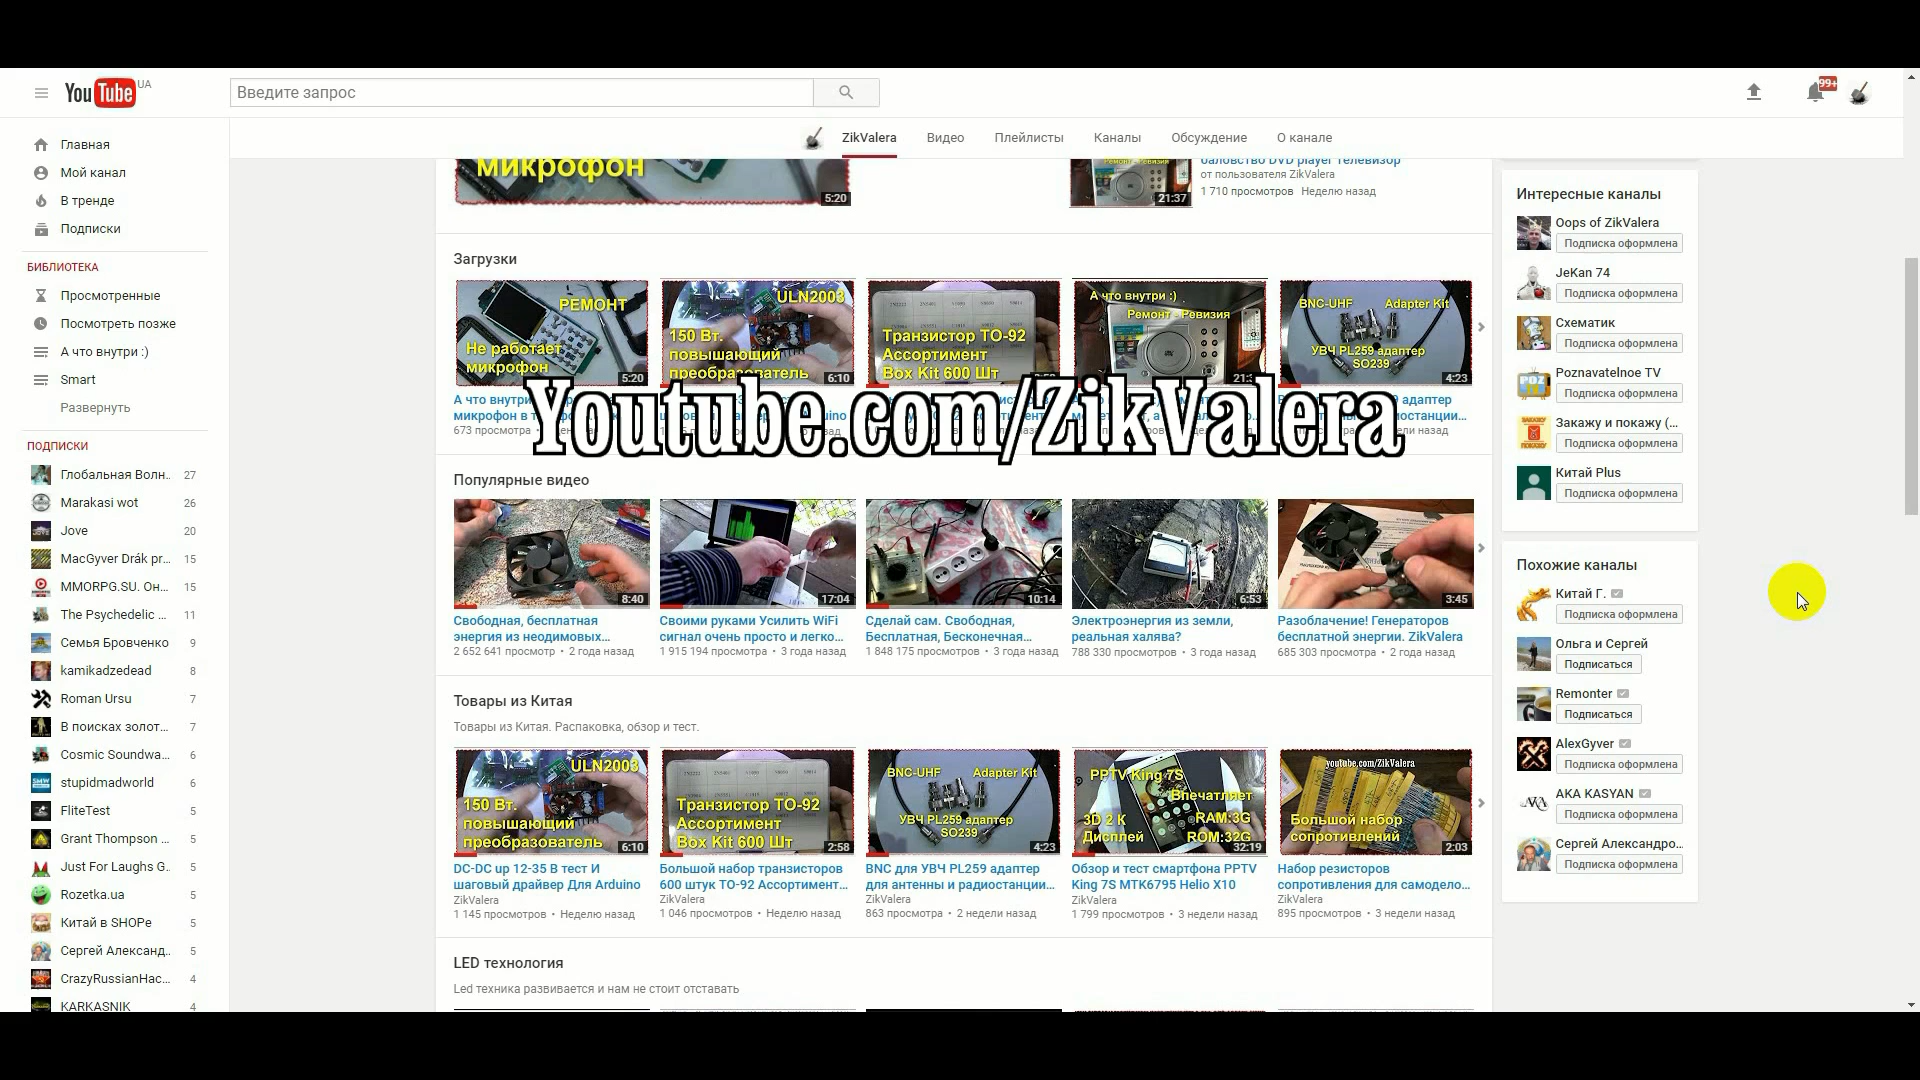 YouTube UA
Введите запрос
99+
Главная
Мой канал
В тренде
Подписки
БИБЛИОТЕКА
Просмотренные
Посмотреть позже
А что внутри :)
Smart
Развернуть
ПОДПИСКИ
Глобальная Волн.. 27
Marakasi wot 26
Jove 20
MacGyver Drák pr... 15
MMORPG.SU. Он... 15
The Psychedelic ... 11
Семья Бровченко 9
kamikadzedead 8
Roman Ursu 7
В поисках золот... 7
Cosmic Soundwa... 6
stupidmadworld 6
FliteTest 5
Grant Thompson ... 5
Just For Laughs G.. 5
Rozetka.ua 5
Китай в SHOPe 5
Сергей Александ.. 5
CrazyRussianHac... 4
KARKASNIK 4
ZikValera Видео Плейлисты Каналы Обсуждение О канале
микрофон
5:20
21:37
баловство DVD player телевизор
от пользователя ZikValera
1 710 просмотров Неделю назад
Загрузки
РЕМОНТ
Не работает
микрофон
5:20
ULN2003
150 Вт.
повышающий
преобразователь
6:10
Транзистор TO-92
Ассортимент
Box Kit 600 Шт
А что внутри :)
Ремонт - Ревизия
BNC-UHF Adapter Kit
УВЧ PL259 адаптер
SO239
4:23
Youtube.com/ZikValera
А что внутри
микрофон в
673 просмотра
адаптер
Популярные видео
8:40
Свободная, бесплатная
энергия из неодимовых...
2 652 641 просмотр • 2 года назад
17:04
Своими руками Усилить WiFi
сигнал очень просто и легко...
1 915 194 просмотра • 3 года назад
10:14
Сделай сам. Свободная,
Бесплатная, Бесконечная...
1 848 175 просмотров • 3 года назад
6:53
Электроэнергия из земли,
реальная халява?
788 330 просмотров • 3 года назад
3:45
Разоблачение! Генераторов
бесплатной энергии. ZikValera
685 303 просмотра • 2 года назад
Товары из Китая
Товары из Китая. Распаковка, обзор и тест.
ULN2003
150 Вт.
повышающий
преобразователь
6:10
DC-DC up 12-35 В тест И
шаговый драйвер Для Arduino
ZikValera
1 145 просмотров • Неделю назад
Транзистор TO-92
Ассортимент
Box Kit 600 Шт
2:58
Большой набор транзисторов
600 штук TO-92 Ассортимент...
ZikValera
1 046 просмотров • Неделю назад
BNC-UHF Adapter Kit
УВЧ PL259 адаптер
SO239
4:23
BNC для УВЧ PL259 адаптер
для антенны и радиостанции...
ZikValera
863 просмотра • 2 недели назад
PPTV King 7S
Впечатляет
3D 2 К
Дисплей
RAM:3G
ROM:32G
32:19
Обзор и тест смартфона PPTV
King 7S MTK6795 Helio X10
ZikValera
1 799 просмотров • 3 недели назад
youtube.com/ZikValera
Большой набор
сопротивлений
2:03
Набор резисторов
сопротивления для самодело...
ZikValera
895 просмотров • 3 недели назад
LED технология
Led техника развивается и нам не стоит отставать
Интересные каналы
Oops of ZikValera
Подписка оформлена
JeKan 74
Подписка оформлена
Схематик
Подписка оформлена
Poznavatelnoe TV
Подписка оформлена
Закажу и покажу (...
Подписка оформлена
Китай Plus
Подписка оформлена
Похожие каналы
Китай Г.
Подписка оформлена
Ольга и Сергей
Подписаться
Remonter
Подписаться
AlexGyver
Подписка оформлена
AKA KASYAN
Подписка оформлена
Сергей Александро...
Подписка оформлена